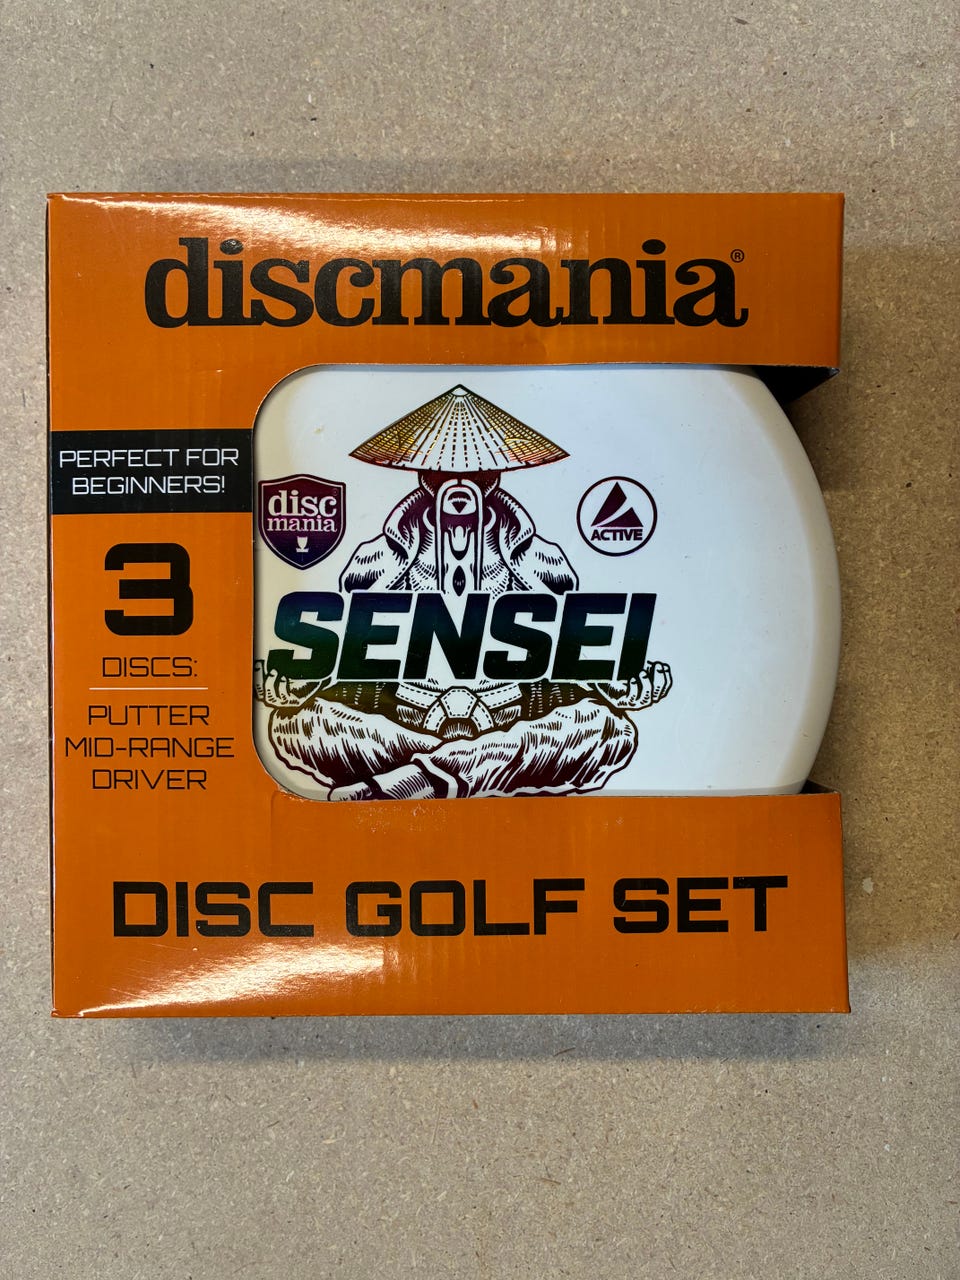 discmania®
PERFECT FOR
BEGINNERS!
3
DISCS:
PUTTER
MID-RANGE
DRIVER
disc
mania
ACTIVE
SENSEI
DISC GOLF SET